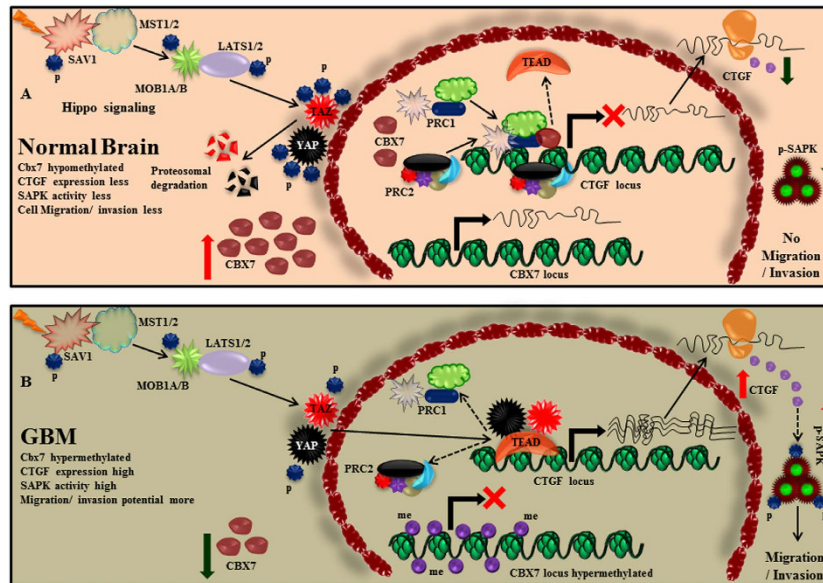 MST1/2
SAV1
p
MOB1A/B
LATS1/2
p
A
Hippo signaling
p
TAZ
YAP
p
Normal Brain
Cbx7 hypomethylated
CTGF expression less
SAPK activity less
Cell Migration/ invasion less
Proteosomal
degradation
CBX7
PRC1
CBX7
PRC2
TEAD
CTGF locus
CBX7 locus
CTGF
p-SAPK
No
Migration
/ Invasion
MST1/2
SAV1
p
MOB1A/B
LATS1/2
p
B
p
TAZ
YAP
p
GBM
Cbx7 hypermethylated
CTGF expression high
SAPK activity high
Migration/ invasion potential more
CBX7
PRC1
PRC2
TEAD
CTGF locus
me
me
me
CBX7 locus hypermethylated
CTGF
p-SAPK
p
p
Migration
/ Invasion